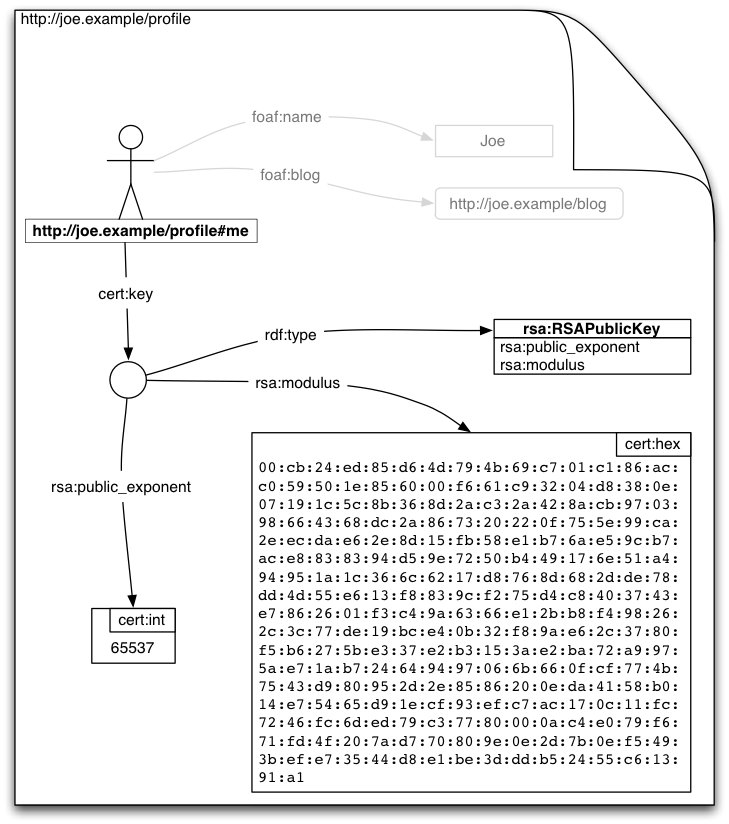 http://joe.example/profile
foaf:name
Joe
foaf:blog
http://joe.example/blog
http://joe.example/profile#me
cert:key
rdf:type
rsa:RSAPublicKey
rsa:public_exponent
rsa:modulus
rsa:modulus
cert:hex
00:cb:24:ed:85:d6:4d:79:4b:69:c7:01:c1:86:ac:
c0:59:50:1e:85:60:00:f6:61:c9:32:04:d8:38:0e:
07:19:1c:5c:8b:36:8d:2a:c3:2a:42:8a:cb:97:03:
98:66:43:68:dc:2a:86:73:20:22:0f:75:5e:99:ca:
2e:ec:da:e6:2e:8d:15:fb:58:e1:b7:6a:e5:9c:b7:
ac:e8:83:83:94:d5:9e:72:50:b4:49:17:6e:51:a4:
94:95:1a:1c:36:6c:62:17:d8:76:8d:68:2d:de:78:
dd:4d:55:e6:13:f8:83:9c:f2:75:d4:c8:40:37:43:
e7:86:26:01:f3:c4:9a:63:66:e1:2b:b8:f4:98:26:
2c:3c:77:de:19:bc:e4:0b:32:f8:9a:e6:2c:37:80:
f5:b6:27:5b:e3:37:e2:b3:15:3a:e2:ba:72:a9:97:
5a:e7:1a:b7:24:64:94:97:06:6b:66:0f:cf:77:4b:
75:43:d9:80:95:2d:2e:85:86:20:0e:da:41:58:b0:
14:e7:54:65:d9:1e:cf:93:ef:c7:ac:17:0c:11:fc:
72:46:fc:6d:ed:79:c3:77:80:00:0a:c4:e0:79:f6:
71:fd:4f:20:7a:d7:70:80:9e:0e:2d:7b:0e:f5:49:
3b:ef:e7:35:44:d8:e1:be:3d:dd:b5:24:55:c6:13:
91:a1
rsa:public_exponent
cert:int
65537